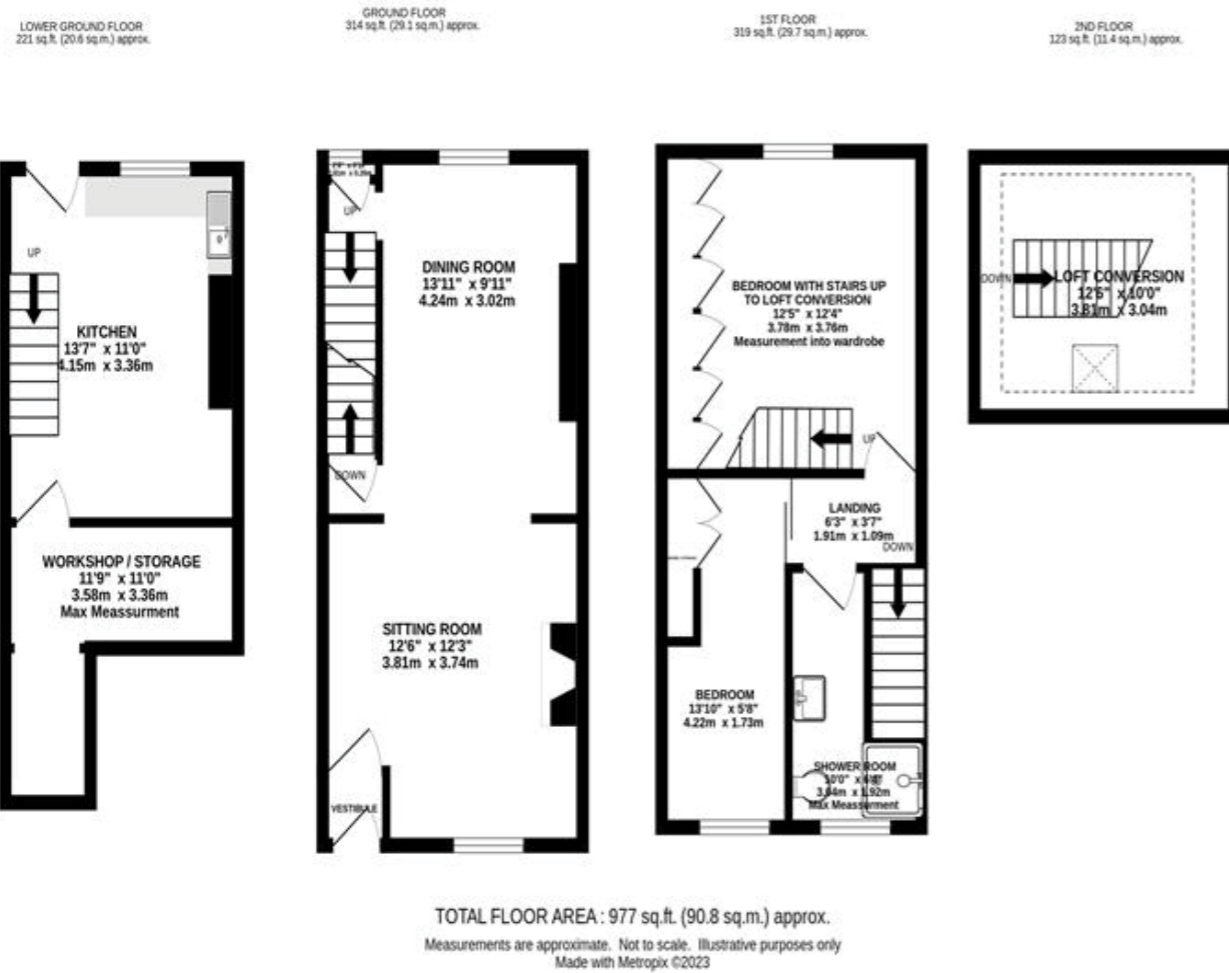 LOWER GROUND FLOOR
221 sq.ft. (20.6 sq.m.) approx.
GROUND FLOOR
314 sq.ft. (29.1 sq.m.) approx.
1ST FLOOR
319 sq.ft. (29.7 sq.m.) approx.
2ND FLOOR
123 sq.ft. (11.4 sq.m.) approx.
UP
KITCHEN
13'7" x 11'0"
4.15m x 3.36m
WORKSHOP / STORAGE
11'9" x 11'0"
3.58m x 3.36m
Max Meassurment
UP
DINING ROOM
13'11" x 9'11"
4.24m x 3.02m
DOWN
SITTING ROOM
12'6" x 12'3"
3.81m x 3.74m
VESTIBULE
BEDROOM WITH STAIRS UP
TO LOFT CONVERSION
12'5" x 12'4"
3.78m x 3.76m
Measurement into wardrobe
UP
LANDING
6'3" x 3'7"
1.91m x 1.09m
DOWN
BEDROOM
13'10" x 5'8"
4.22m x 1.73m
SHOWER ROOM
10'0" x
3.04m x 1.92m
Max Meassurment
DOWN
LOFT CONVERSION
12'6" x 10'0"
3.81m x 3.04m
TOTAL FLOOR AREA : 977 sq.ft. (90.8 sq.m.) approx.
Measurements are approximate. Not to scale. Illustrative purposes only
Made with Metropix ©2023